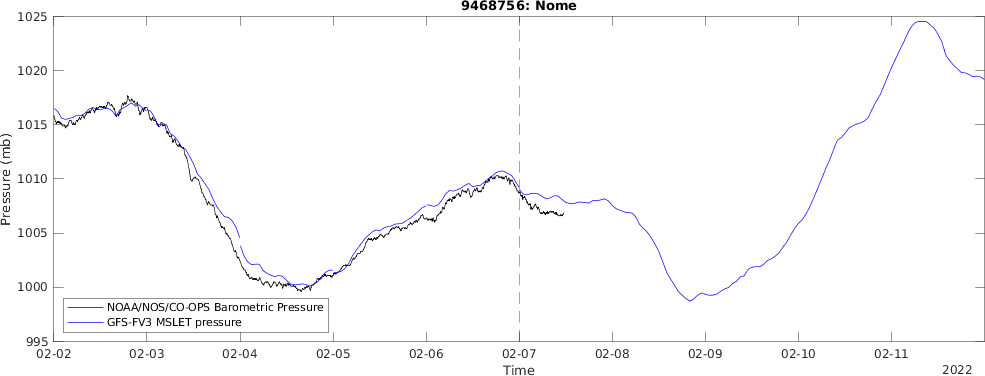 9468756: Nome
1025
1020
1015
1010
1005
1000
995
Pressure (mb)
NOAA/NOS/CO-OPS Barometric Pressure
GFS-FV3 MSLET pressure
02-02 02-03 02-04 02-05 02-06 02-07 02-08 02-09 02-10 02-11
Time
2022